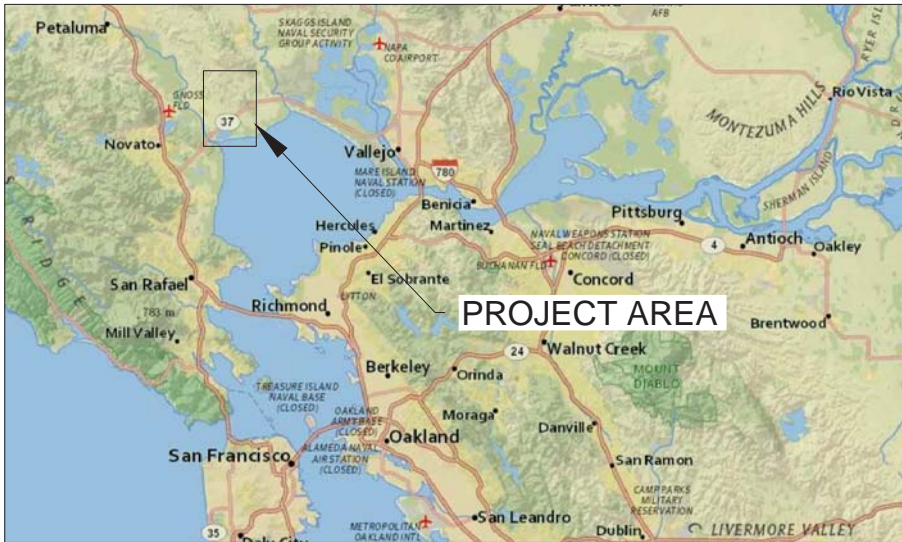 Petaluma
SKAGGS ISLAND
NAVAL SECURITY
GROUP ACTIVITY
NAPA
CO AIRPORT
AFB
RYER ISL
GNOSS
FLD
37
Novato
Vallejo
MARE ISLAND
NAVAL STATION
(CLOSED)
780
MONTEZUMA HILLS
Rio Vista
SHERMAN ISLAND
Benicia
Hercules
Martinez
Pinole
Pittsburg
NAVAL WEAPONS STATION
SEAL BEACH DETACHMENT
CONCORD (CLOSED)
BUCHANAN FLD
4
Antioch
Oakley
El Sobrante
Concord
RIDGE
San Rafael
LYTTON
Richmond
783 m
PROJECT AREA
Mill Valley
Brentwood
24
Walnut Creek
Berkeley
Orinda
MOUNT
DIABLO
TREASURE ISLAND
NAVAL BASE
(CLOSED)
OAKLAND
ARMY BASE
(CLOSED)
Moraga
Oakland
Danville
ALAMEDA NAVAL
AIR STATION
(CLOSED)
San Francisco
San Ramon
CAMP PARKS
MILITARY
RESERVATION
METROPOLITAN
OAKLAND INTL
San Leandro
35
Daly City
Dublin
LIVERMORE VALLEY